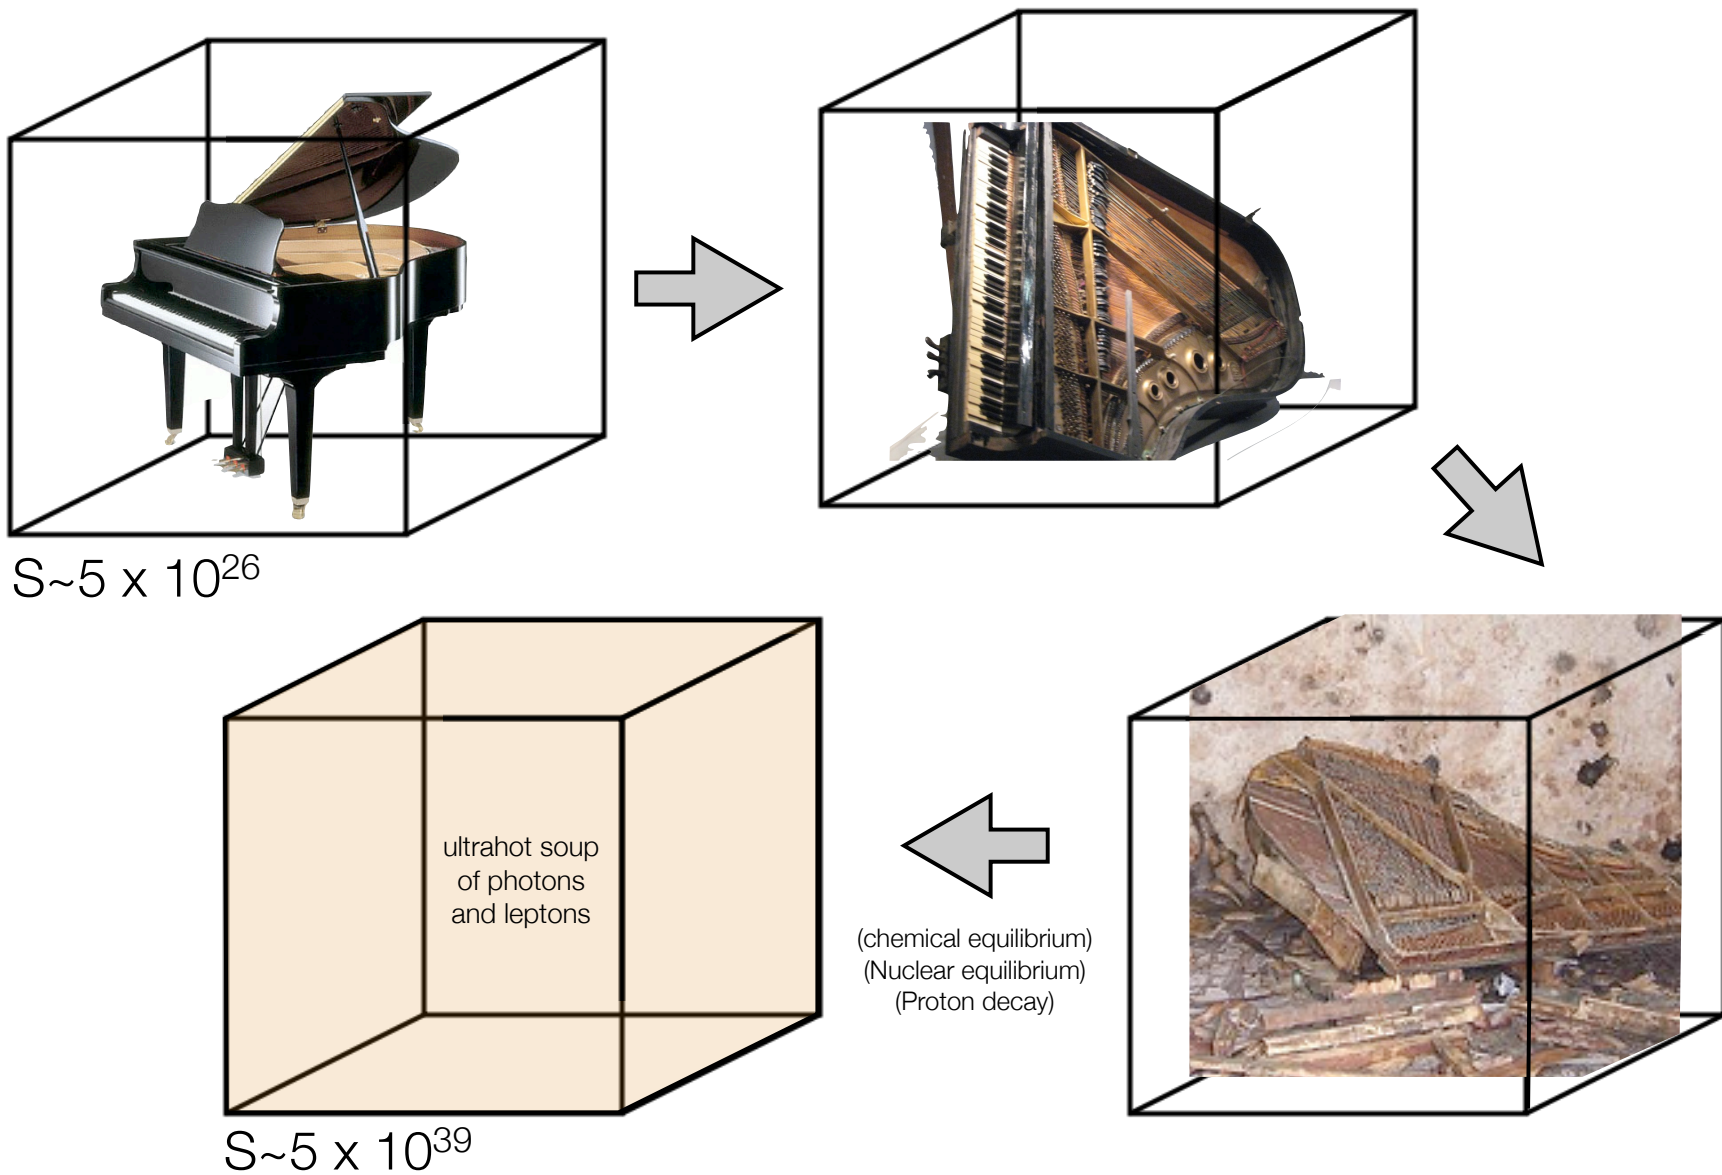 S~5 x 10²⁶
ultrahot soup
of photons
and leptons
(chemical equilibrium)
(Nuclear equilibrium)
(Proton decay)
S~5 x 10³⁹